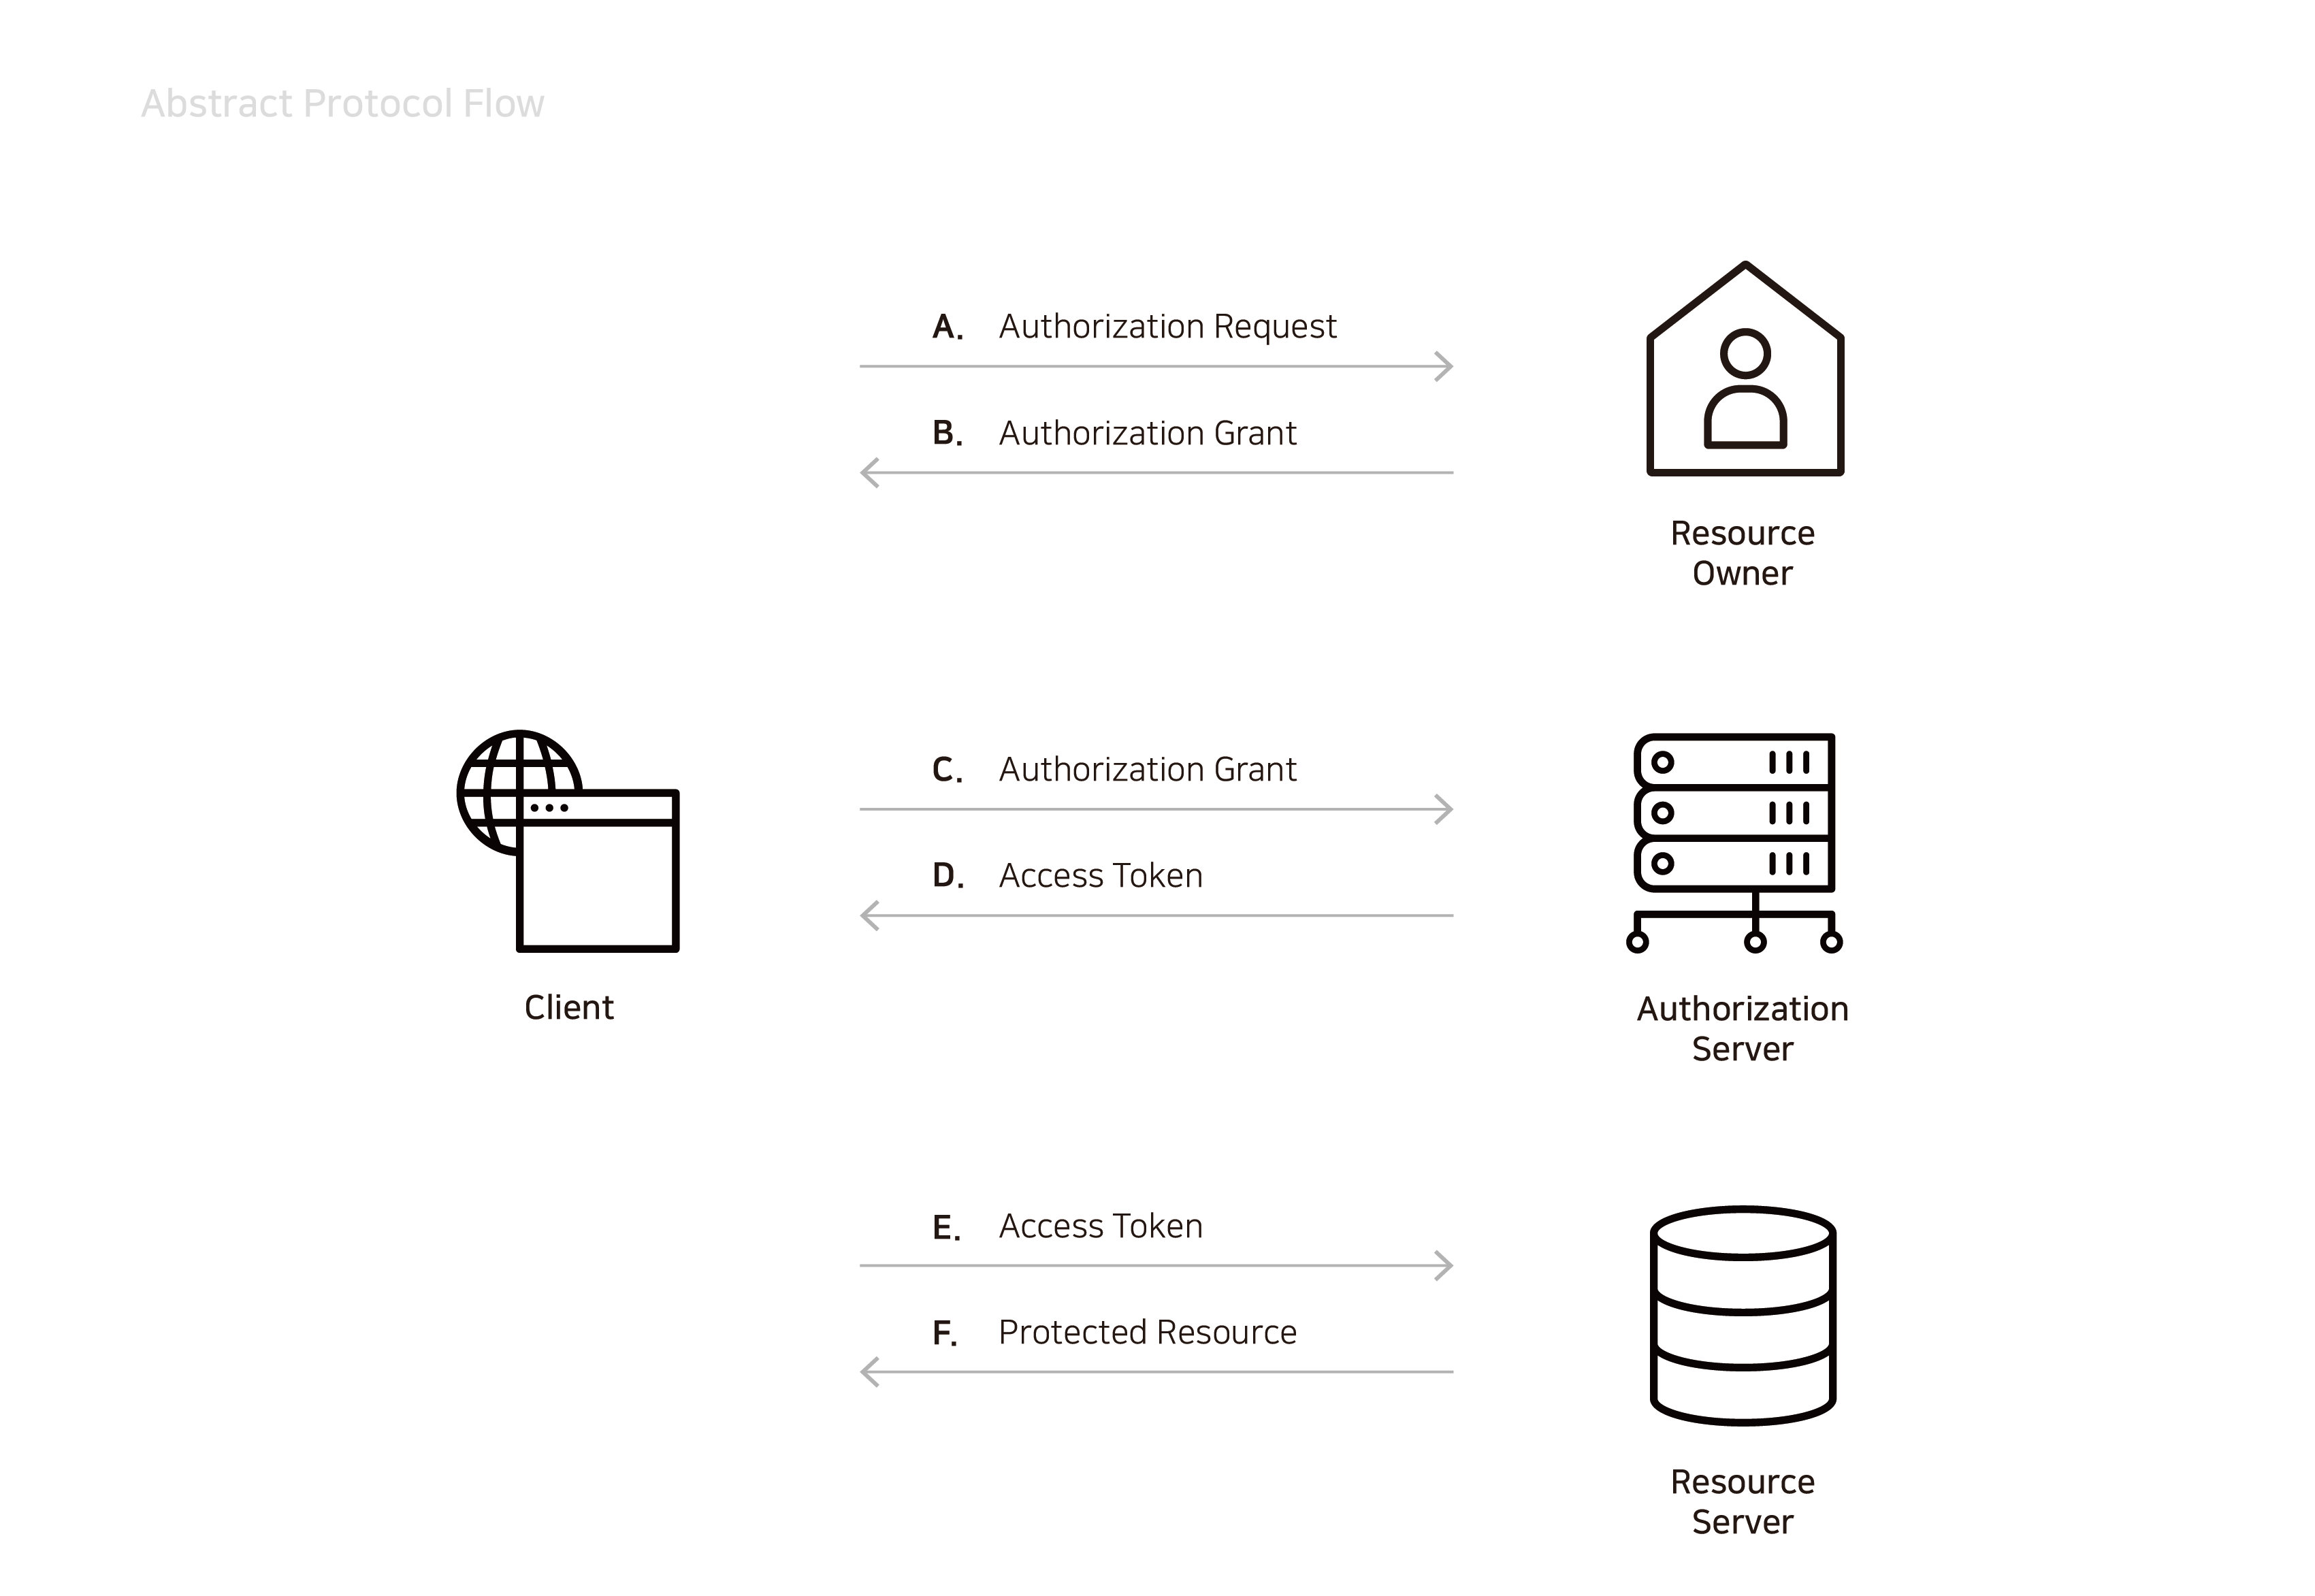 Abstract Protocol Flow
A. Authorization Request
B. Authorization Grant
Resource
Owner
C. Authorization Grant
D. Access Token
Client
Authorization
Server
E. Access Token
F. Protected Resource
Resource
Server